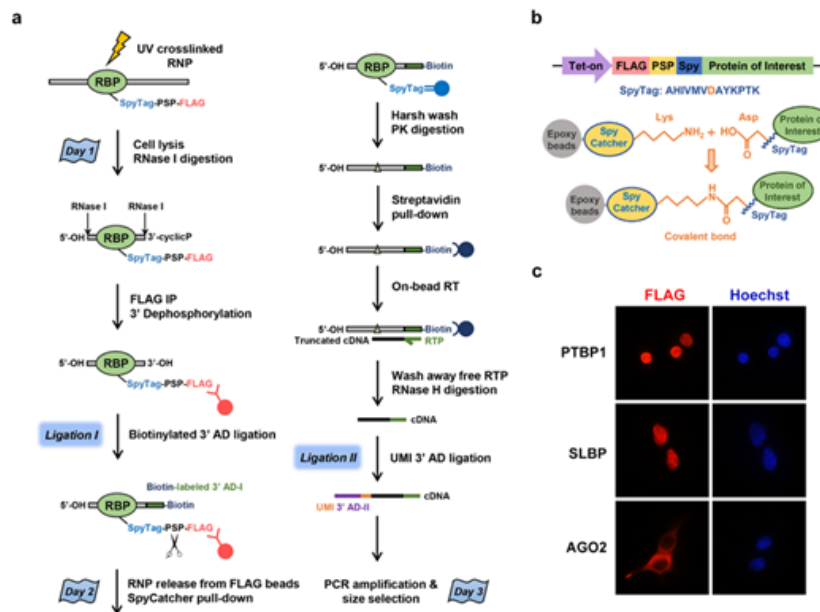 a
UV crosslinked
RNP
RBP
SpyTag-PSP-FLAG
Day 1
Cell lysis
RNase I digestion
RNase I RNase I
5'-OH RBP 3'-cyclicP
SpyTag-PSP-FLAG
FLAG IP
3' Dephosphorylation
5'-OH RBP 3'-OH
SpyTag-PSP-FLAG
Ligation I
Biotinylated 3' AD ligation
Biotin-labeled 3' AD-I
5'-OH RBP Biotin
SpyTag-PSP-FLAG
Day 2
RNP release from FLAG beads
SpyCatcher pull-down
5'-OH RBP Biotin
SpyTag
Harsh wash
PK digestion
5'-OH Biotin
Streptavidin
pull-down
5'-OH Biotin
On-bead RT
5'-OH Biotin
Truncated cDNA RTP
Wash away free RTP
RNase H digestion
cDNA
Ligation II
UMI 3' AD ligation
cDNA
UMI 3' AD-II
PCR amplification &
size selection
Day 3
b
Tet-on FLAG PSP Spy Protein of Interest
SpyTag: AHIVMVDAYKPTK
Epoxy
beads
Spy
Catcher
Lys
NH₂ + HO
O
Asp
SpyTag
Protein of
Interest
Epoxy
beads
Spy
Catcher
H
N
O
SpyTag
Protein of
Interest
Covalent bond
c
FLAG Hoechst
PTBP1
SLBP
AGO2